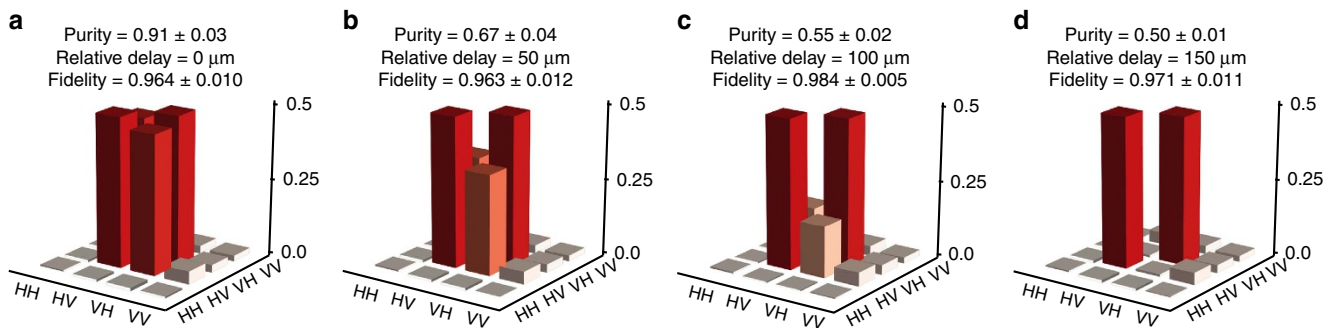 a
Purity = 0.91 ± 0.03
Relative delay = 0 μm
Fidelity = 0.964 ± 0.010
0.5
0.25
0.0
HH HV VH VV
HH HV VH VV
b
Purity = 0.67 ± 0.04
Relative delay = 50 μm
Fidelity = 0.963 ± 0.012
0.5
0.25
0.0
HH HV VH VV
HH HV VH VV
c
Purity = 0.55 ± 0.02
Relative delay = 100 μm
Fidelity = 0.984 ± 0.005
0.5
0.25
0.0
HH HV VH VV
HH HV VH VV
d
Purity = 0.50 ± 0.01
Relative delay = 150 μm
Fidelity = 0.971 ± 0.011
0.5
0.25
0.0
HH HV VH VV
HH HV VH VV